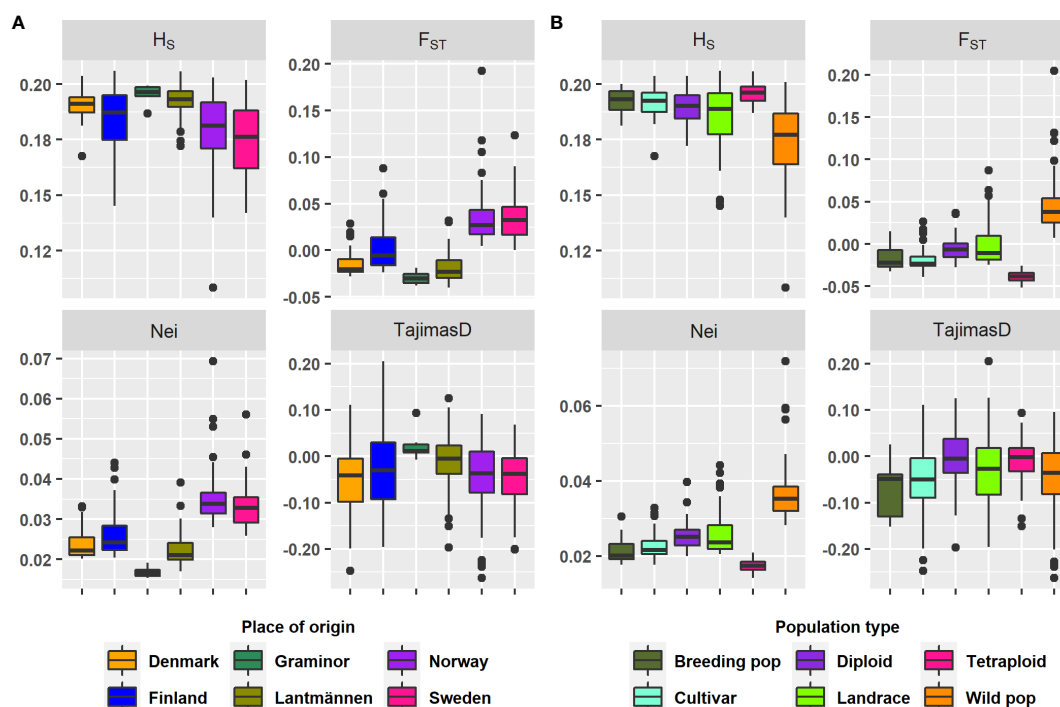 A
H_S
F_ST
0.20
0.18
0.15
0.12
0.20
0.15
0.10
0.05
0.00
-0.05
Nei
TajimasD
0.07
0.06
0.05
0.04
0.03
0.02
0.20
0.10
0.00
-0.10
-0.20
Place of origin
Denmark Graminor Norway
Finland Lantmännen Sweden
B
H_S
F_ST
0.20
0.18
0.15
0.12
0.20
0.15
0.10
0.05
0.00
-0.05
Nei
TajimasD
0.06
0.04
0.02
0.20
0.10
0.00
-0.10
-0.20
Population type
Breeding pop Diploid Tetraploid
Cultivar Landrace Wild pop